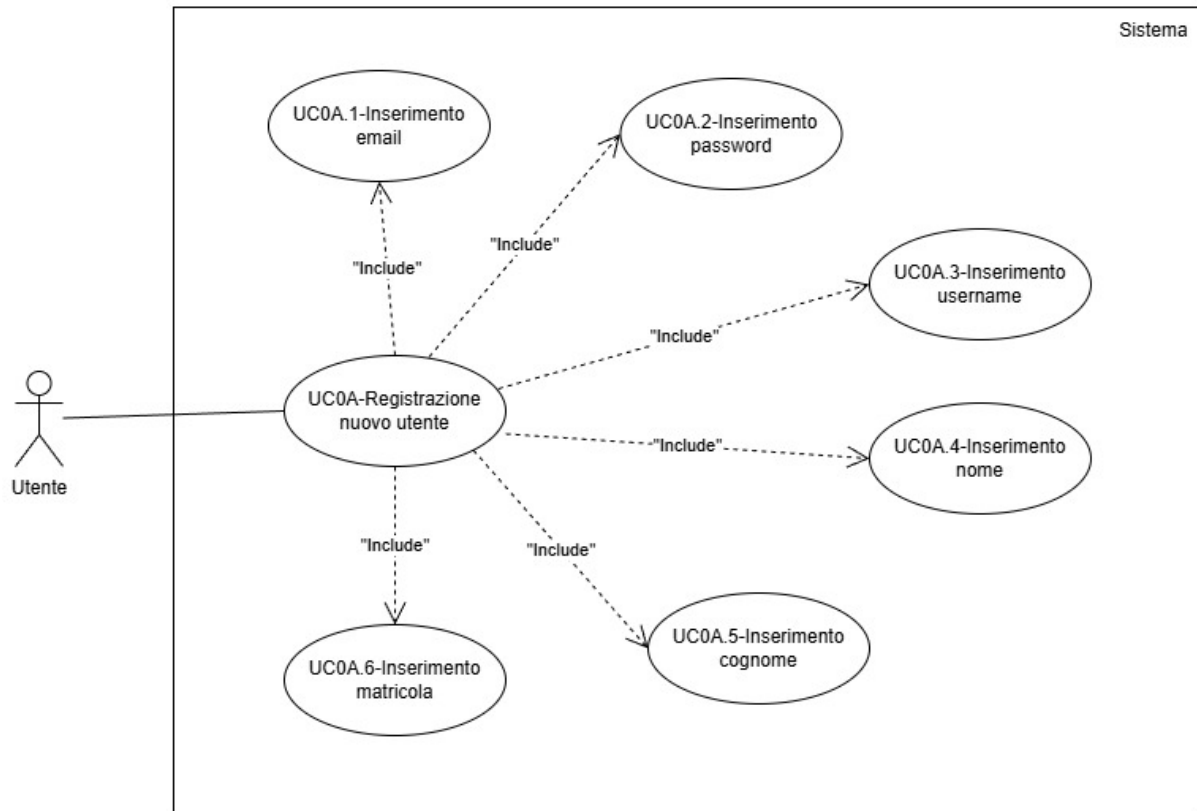 Sistema
UC0A.1-Inserimento
email
UC0A.2-Inserimento
password
"Include"
"Include"
UC0A.3-Inserimento
username
"Include"
UC0A-Registrazione
nuovo utente
UC0A.4-Inserimento
nome
"Include"
Utente
"Include"
"Include"
UC0A.5-Inserimento
cognome
UC0A.6-Inserimento
matricola